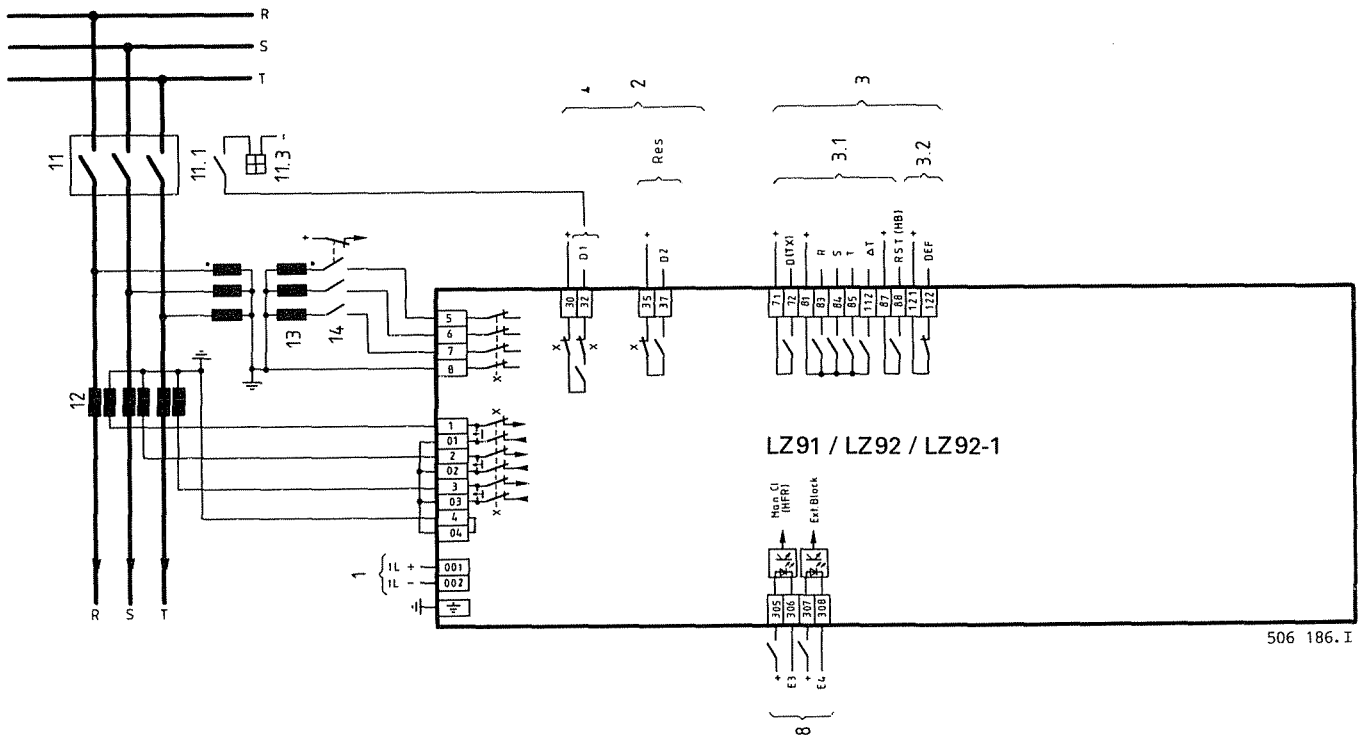 R
S
T
11
11.1
11.3
2
Res
3
3.1
3.2
+
D1
+
D2
+
D(TX)
+
R
S
T
ΔT
+
RST (HB)
+
DEF
30
32
35
37
71
72
81
83
84
85
112
87
88
121
122
X
X
X
13
14
+
5
6
7
8
X
12
1
01
2
02
3
03
4
04
X
X
LZ91 / LZ92 / LZ92-1
Man Cl
(HFR)
Ext.Block
1
1L +
1L -
001
002
305
306
307
308
+
E3
+
E4
8
R
S
T
506 186.I